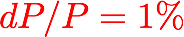 dP/P = 1%